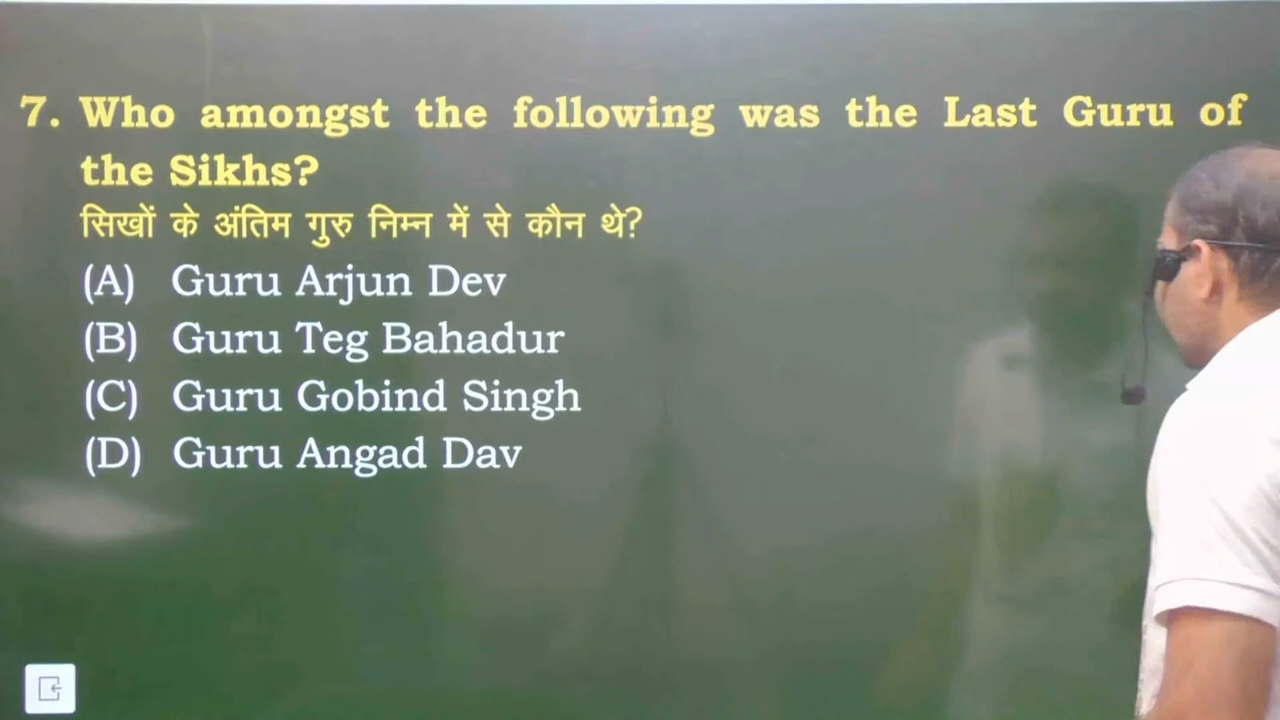 7. Who amongst the following was the Last Guru of
the Sikhs?
सिखों के अंतिम गुरु निम्न में से कौन थे?
(A) Guru Arjun Dev
(B) Guru Teg Bahadur
(C) Guru Gobind Singh
(D) Guru Angad Dav